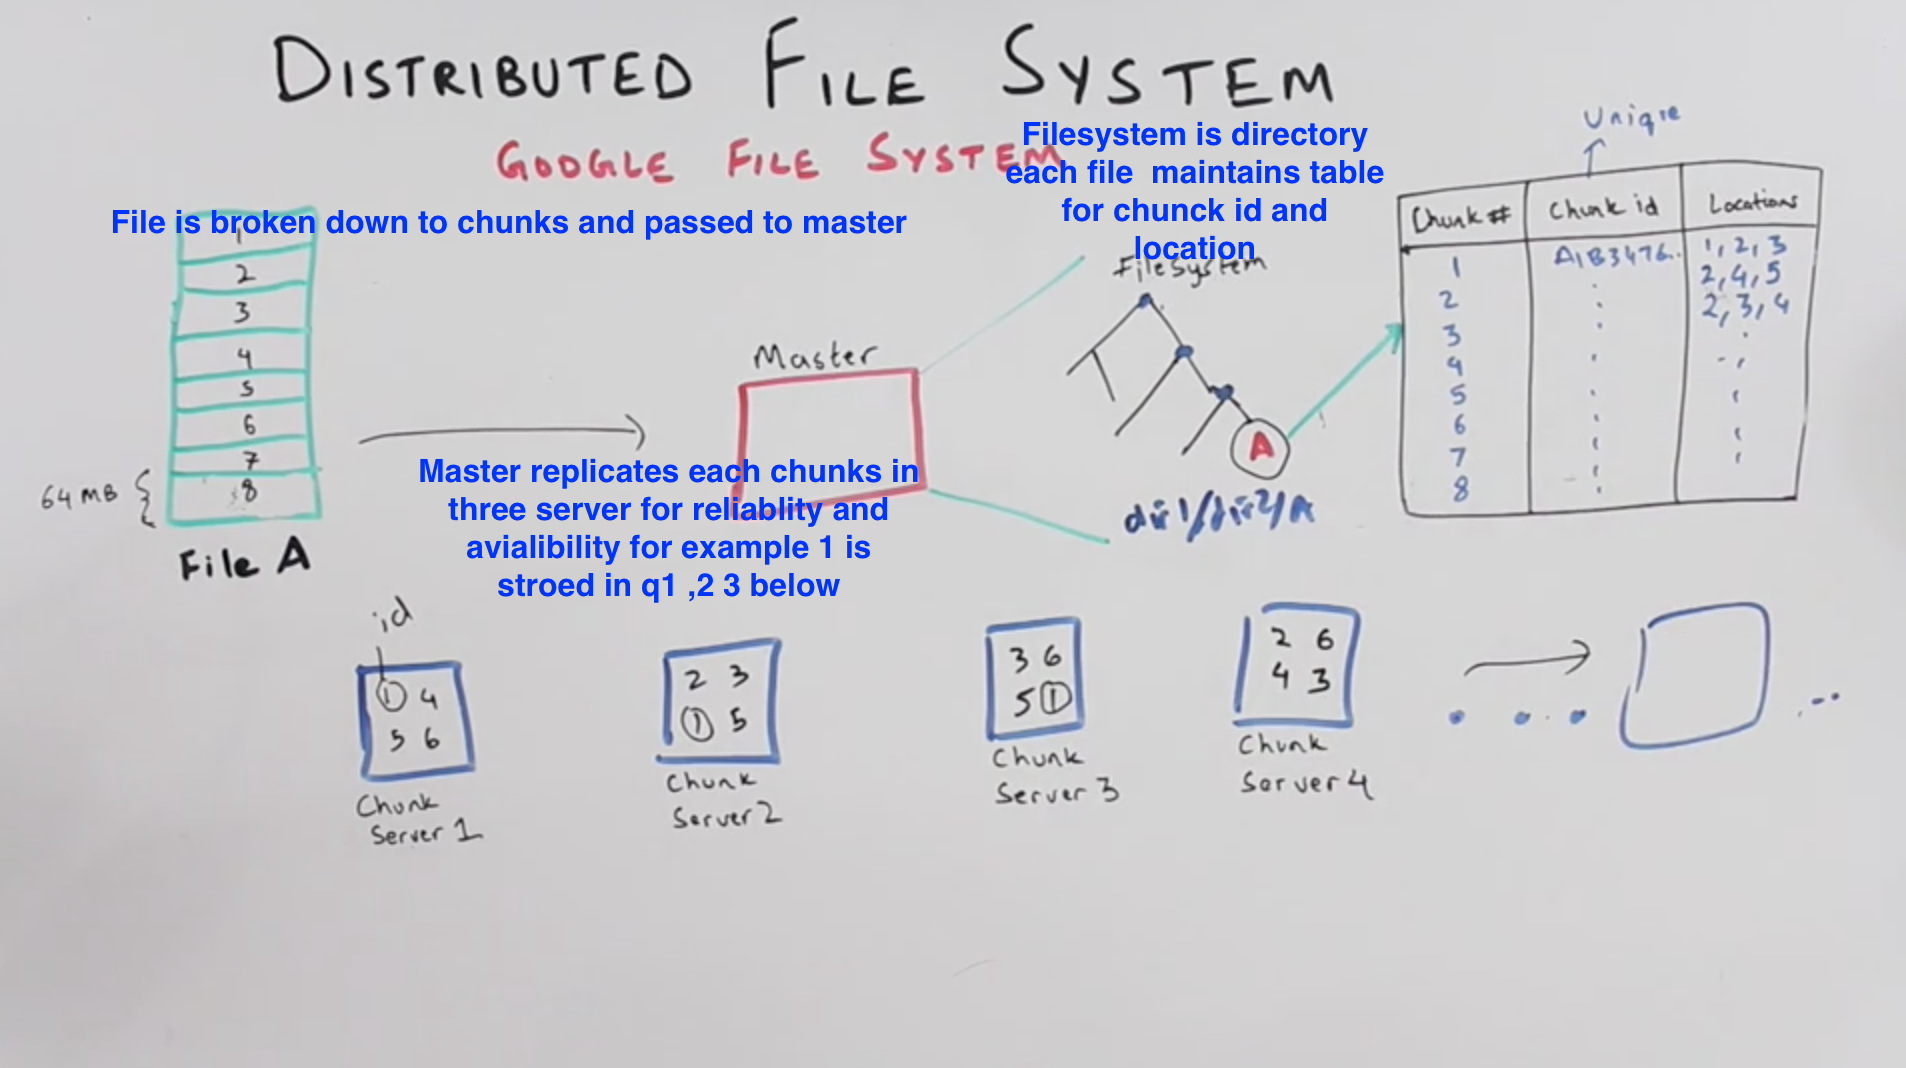 DISTRIBUTED FILE SYSTEM
GOOGLE FILE SYSTEM
Filesystem is directory
each file maintains table
for chunck id and
location
File is broken down to chunks and passed to master
1
2
3
4
5
6
7
8
64 MB
File A
Master
Master replicates each chunks in
three server for reliablity and
avialibility for example 1 is
stroed in q1 ,2 3 below
Filesystem
A
dir1/dir2/A
Unique
Chunk # Chunk id Locations
1 A1B3476.. 1, 2, 3
2 2, 4, 5
3 2, 3, 4
4
5
6
7
8
id
1 4
5 6
Chunk
Server 1
2 3
1 5
Chunk
Server 2
3 6
5 1
Chunk
Server 3
2 6
4 3
Chunk
Server 4